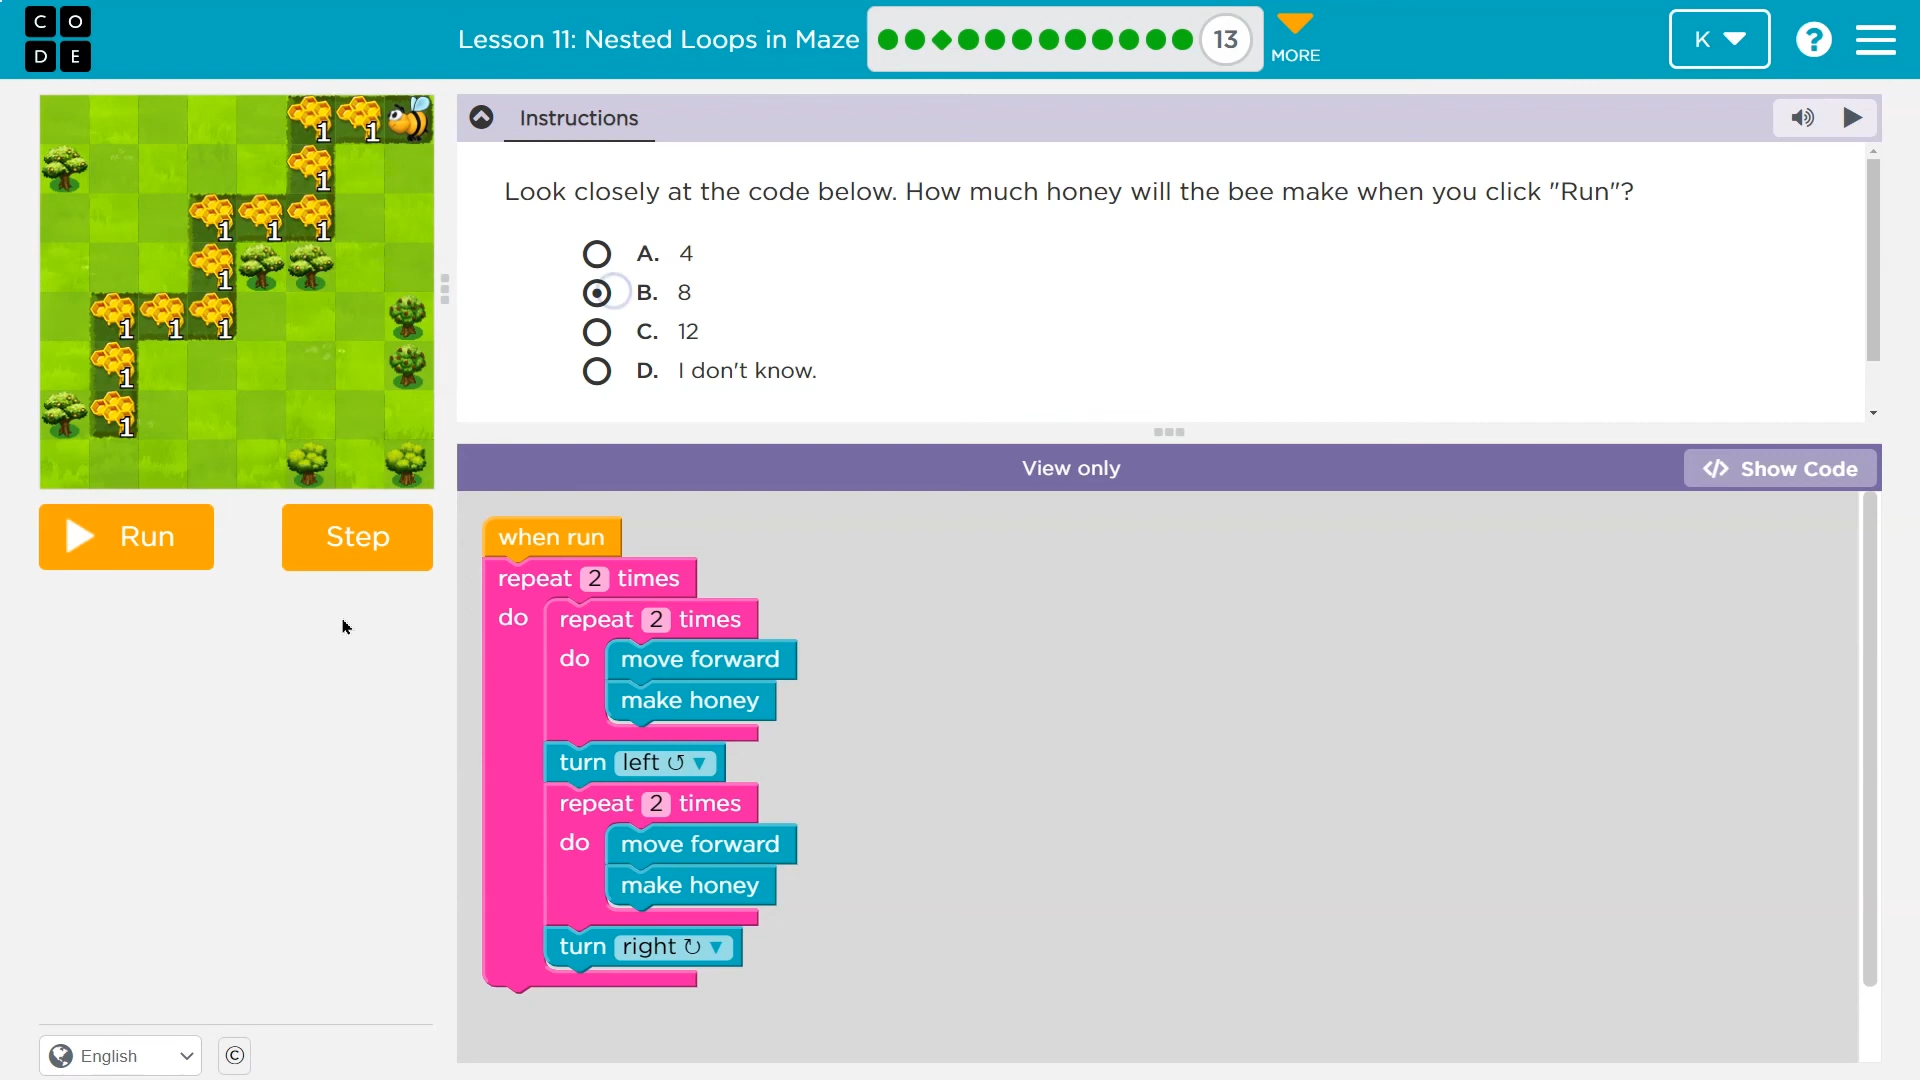 C O
D E
Lesson 11: Nested Loops in Maze
13
MORE
K
?
1 1
1
1 1 1
1
1 1 1
1
1
Run
Step
Instructions
Look closely at the code below. How much honey will the bee make when you click "Run"?
A. 4
B. 8
C. 12
D. I don't know.
View only
</> Show Code
when run
repeat 2 times
do repeat 2 times
do move forward
make honey
turn left ↺ ▼
repeat 2 times
do move forward
make honey
turn right ↻ ▼
English
©